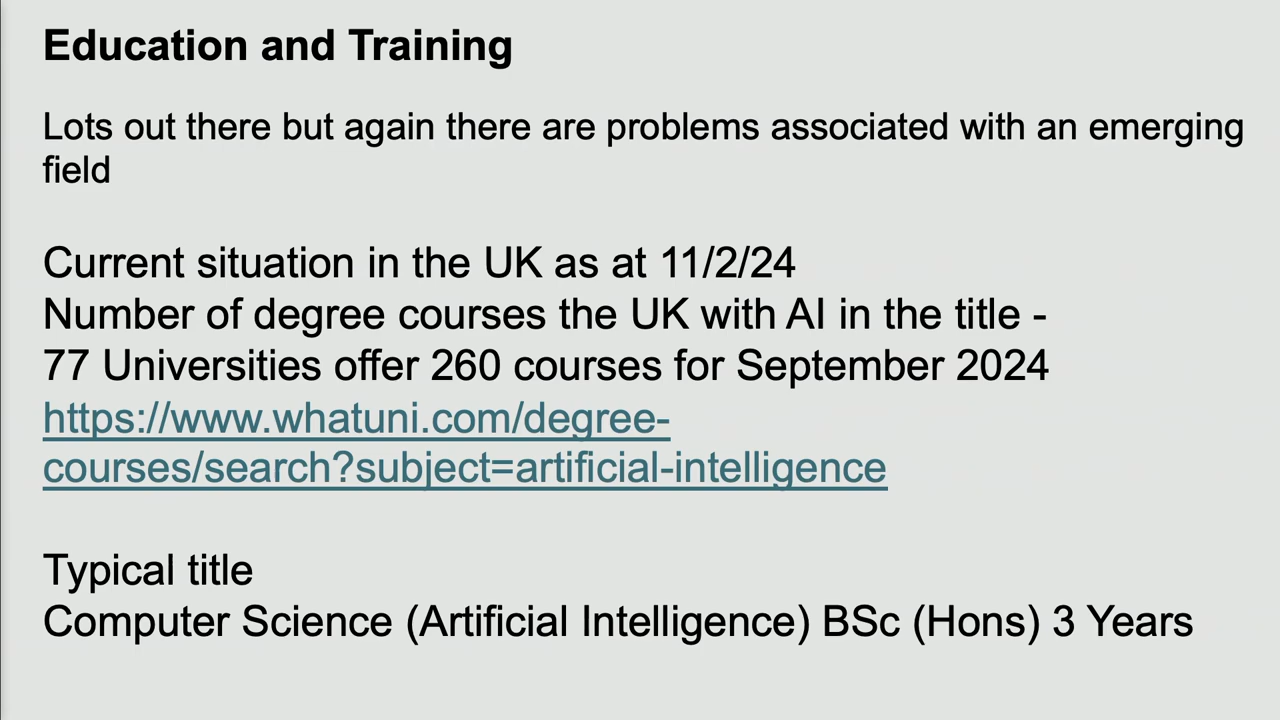 Education and Training
Lots out there but again there are problems associated with an emerging
field
Current situation in the UK as at 11/2/24
Number of degree courses the UK with AI in the title -
77 Universities offer 260 courses for September 2024
https://www.whatuni.com/degree-
courses/search?subject=artificial-intelligence
Typical title
Computer Science (Artificial Intelligence) BSc (Hons) 3 Years